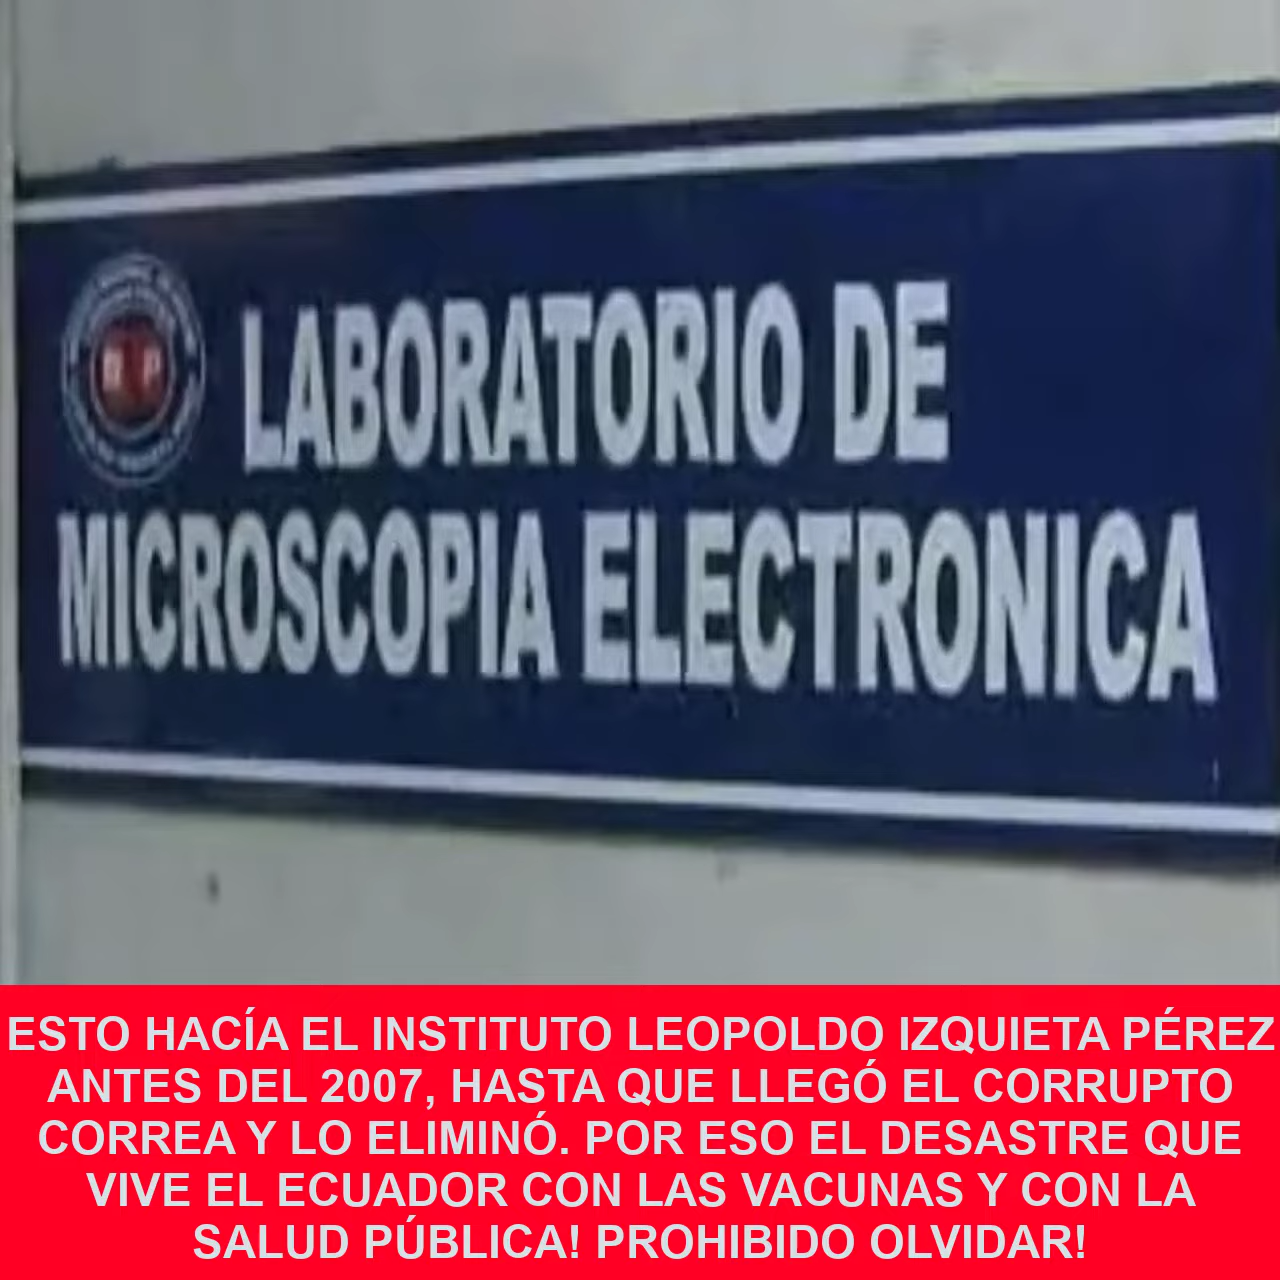 LABORATORIO DE
MICROSCOPIA ELECTRONICA
ESTO HACÍA EL INSTITUTO LEOPOLDO IZQUIETA PÉREZ
ANTES DEL 2007, HASTA QUE LLEGÓ EL CORRUPTO
CORREA Y LO ELIMINÓ. POR ESO EL DESASTRE QUE
VIVE EL ECUADOR CON LAS VACUNAS Y CON LA
SALUD PÚBLICA! PROHIBIDO OLVIDAR!